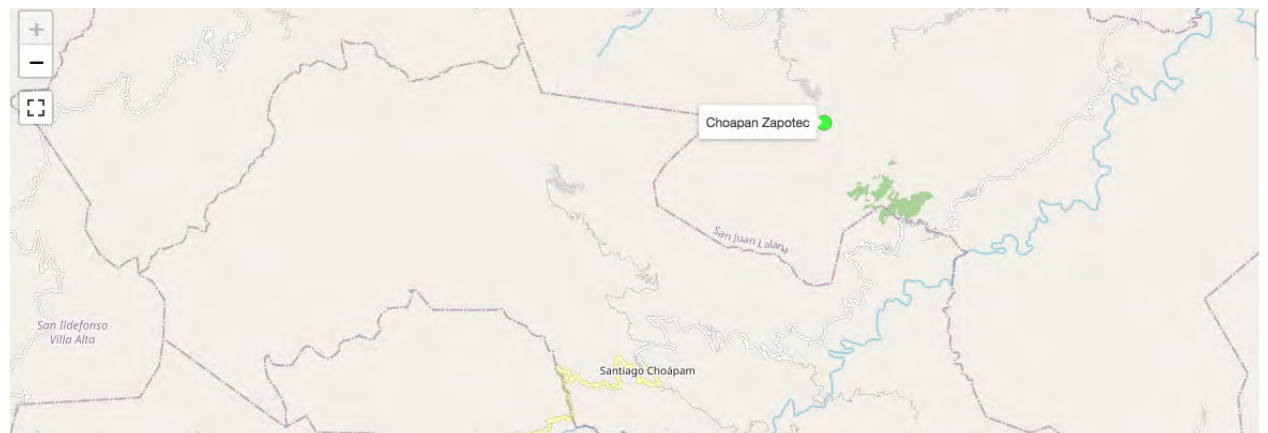 +
−
Choapan Zapotec
San Juan Lalana
San Ildefonso
Villa Alta
Santiago Choápam